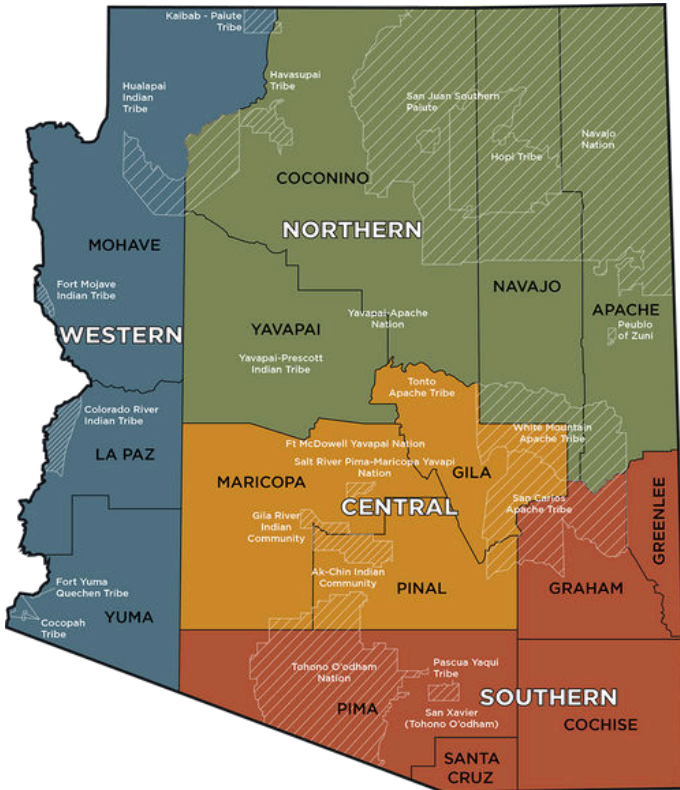 Kaibab - Paiute
Tribe
Hualapai
Indian
Tribe
Havasupai
Tribe
San Juan Southern
Paiute
Navajo
Nation
Hopi Tribe
COCONINO
NORTHERN
MOHAVE
Fort Mojave
Indian Tribe
WESTERN
NAVAJO
APACHE
Peublo
of Zuni
YAVAPAI
Yavapai-Apache
Nation
Yavapai-Prescott
Indian Tribe
Tonto
Apache Tribe
Colorado River
Indian Tribe
LA PAZ
White Mountain
Apache Tribe
Ft McDowell Yavapai Nation
Salt River Pima-Maricopa Yavapi
Nation
MARICOPA
GILA
CENTRAL
San Carlos
Apache Tribe
GREENLEE
Gila River
Indian
Community
Ak-Chin Indian
Community
PINAL
GRAHAM
Fort Yuma
Quechen Tribe
YUMA
Cocopah
Tribe
Tohono O'odham
Nation
Pascua Yaqui
Tribe
SOUTHERN
PIMA
San Xavier
(Tohono O'odham)
COCHISE
SANTA
CRUZ